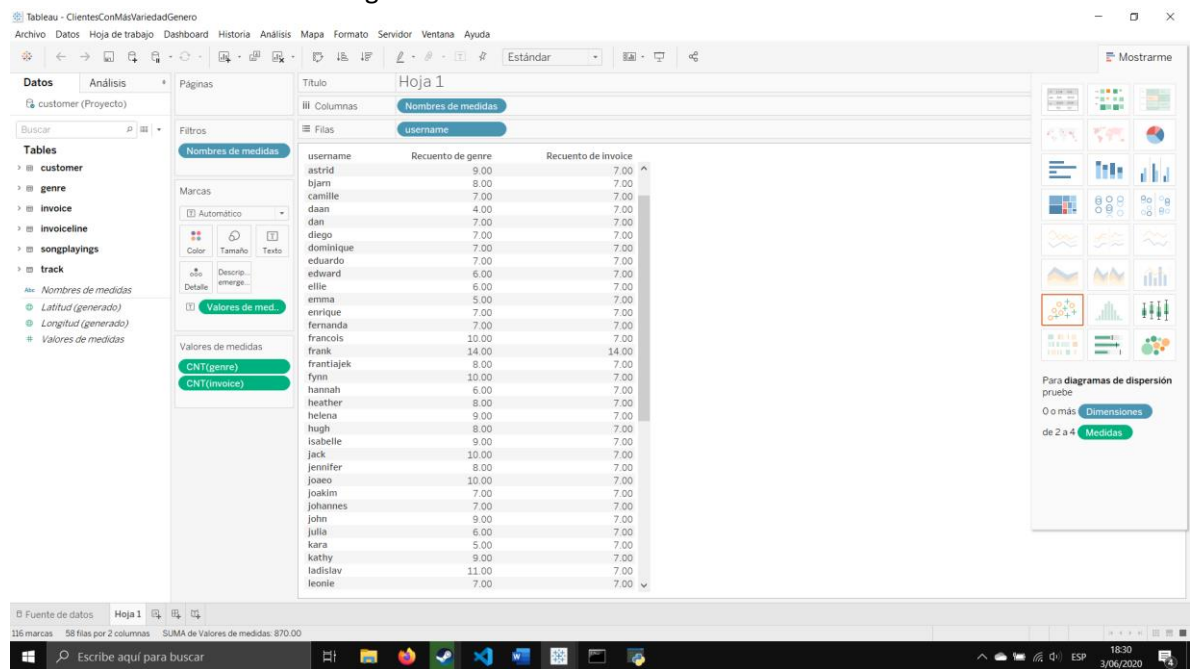 Tableau - ClientesConMásVariedadGenero
Archivo Datos Hoja de trabajo Dashboard Historia Análisis Mapa Formato Servidor Ventana Ayuda
Estándar
Mostrarme
Datos Análisis
customer (Proyecto)
Buscar
Tables
customer
genre
invoice
invoiceline
songplayings
track
Abc Nombres de medidas
Latitud (generado)
Longitud (generado)
# Valores de medidas
Páginas
Filtros
Nombres de medidas
Marcas
Automático
Color Tamaño Texto
Detalle Descrip... emerge...
Valores de med..
Valores de medidas
CNT(genre)
CNT(invoice)
Título Hoja 1
Columnas Nombres de medidas
Filas username
username Recuento de genre Recuento de invoice
astrid 9.00 7.00
bjarn 8.00 7.00
camille 7.00 7.00
daan 4.00 7.00
dan 7.00 7.00
diego 7.00 7.00
dominique 7.00 7.00
eduardo 7.00 7.00
edward 6.00 7.00
ellie 6.00 7.00
emma 5.00 7.00
enrique 7.00 7.00
fernanda 7.00 7.00
francois 10.00 7.00
frank 14.00 14.00
frantiajek 8.00 7.00
fynn 10.00 7.00
hannah 6.00 7.00
heather 8.00 7.00
helena 9.00 7.00
hugh 8.00 7.00
isabelle 9.00 7.00
jack 10.00 7.00
jennifer 8.00 7.00
joaeo 10.00 7.00
joakim 7.00 7.00
johannes 7.00 7.00
john 9.00 7.00
julia 6.00 7.00
kara 5.00 7.00
kathy 9.00 7.00
ladislav 11.00 7.00
leonie 7.00 7.00
Para diagramas de dispersión
pruebe
0 o más Dimensiones
de 2 a 4 Medidas
Fuente de datos Hoja 1
116 marcas 58 filas por 2 columnas SUMA de Valores de medidas: 870.00
Escribe aquí para buscar
ESP
18:30
3/06/2020